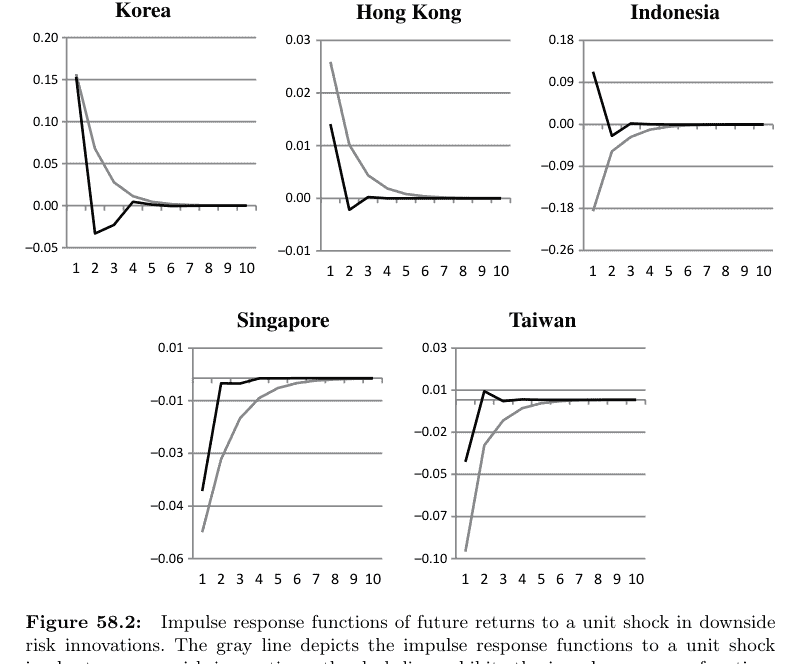 Korea
0.20
0.15
0.10
0.05
0.00
−0.05
1 2 3 4 5 6 7 8 9 10
Hong Kong
0.03
0.02
0.01
0.00
−0.01
1 2 3 4 5 6 7 8 9 10
Indonesia
0.18
0.09
0.00
−0.09
−0.18
−0.26
1 2 3 4 5 6 7 8 9 10
Singapore
0.01
−0.01
−0.03
−0.04
−0.06
1 2 3 4 5 6 7 8 9 10
Taiwan
0.03
0.01
−0.02
−0.05
−0.07
−0.10
1 2 3 4 5 6 7 8 9 10
Figure 58.2: Impulse response functions of future returns to a unit shock in downside
risk innovations. The gray line depicts the impulse response functions to a unit shock